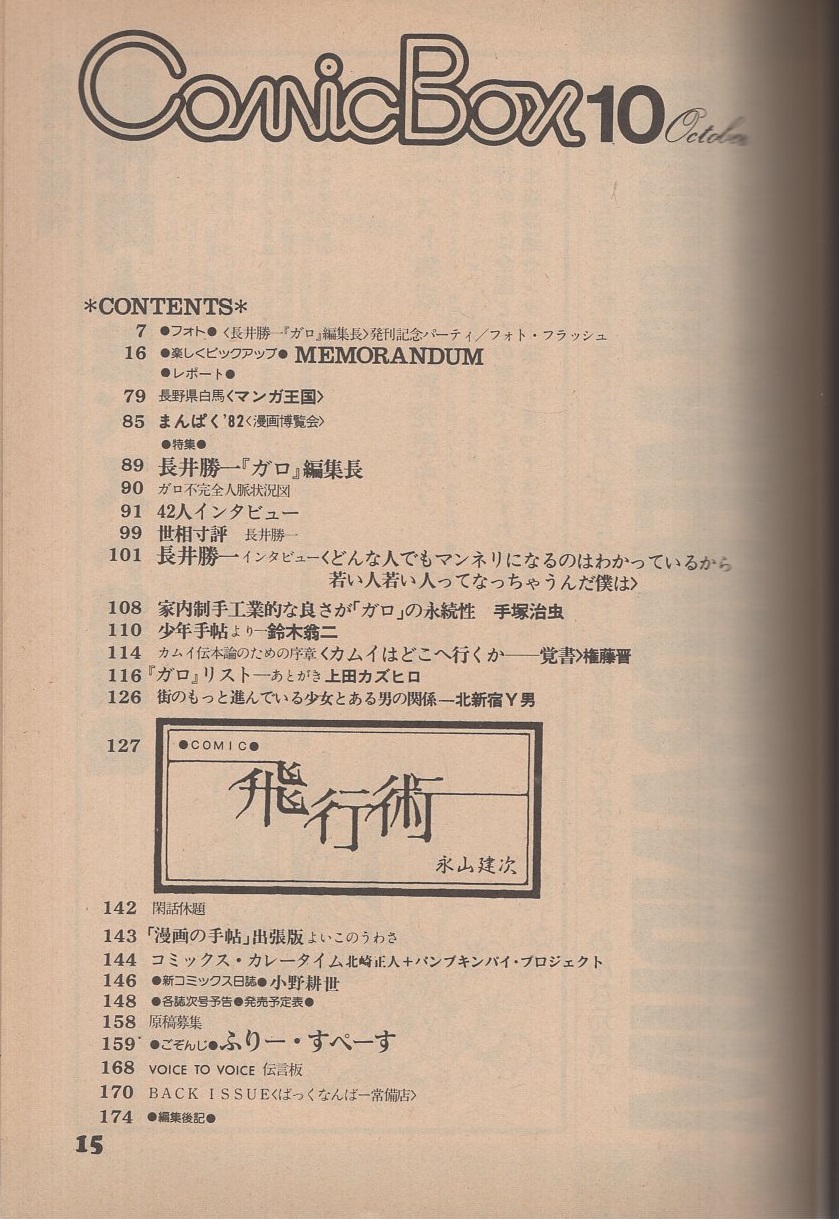 ComicBox 10 October
*CONTENTS*
7 ●フォト● 〈長井勝一『ガロ』編集長〉発刊記念パーティ／フォト・フラッシュ
16 ●楽しくピックアップ● MEMORANDUM
●レポート●
79 長野県白馬〈マンガ王国〉
85 まんぱく'82〈漫画博覧会〉
●特集●
89 長井勝一『ガロ』編集長
90 ガロ不完全人脈状況図
91 42人インタビュー
99 世相寸評 長井勝一
101 長井勝一インタビュー〈どんな人でもマンネリになるのはわかっているから
若い人若い人ってなっちゃうんだ僕は〉
108 家内制手工業的な良さが「ガロ」の永続性 手塚治虫
110 少年手帖より―鈴木翁二
114 カムイ伝本論のための序章〈カムイはどこへ行くか――覚書〉権藤晋
116 『ガロ』リスト―あとがき上田カズヒロ
126 街のもっと進んでいる少女とある男の関係―北新宿Y男
127 ●COMIC●
飛行術
永山建次
142 閑話休題
143 「漫画の手帖」出張版よいこのうわさ
144 コミックス・カレータイム北崎正人+パンプキンパイ・プロジェクト
146 ●新コミックス日誌●小野耕世
148 ●各誌次号予告●発売予定表●
158 原稿募集
159 ●ごぞんじ●ふりー・すぺーす
168 VOICE TO VOICE 伝言板
170 BACK ISSUE〈ばっくなんばー常備店〉
174 ●編集後記●
15